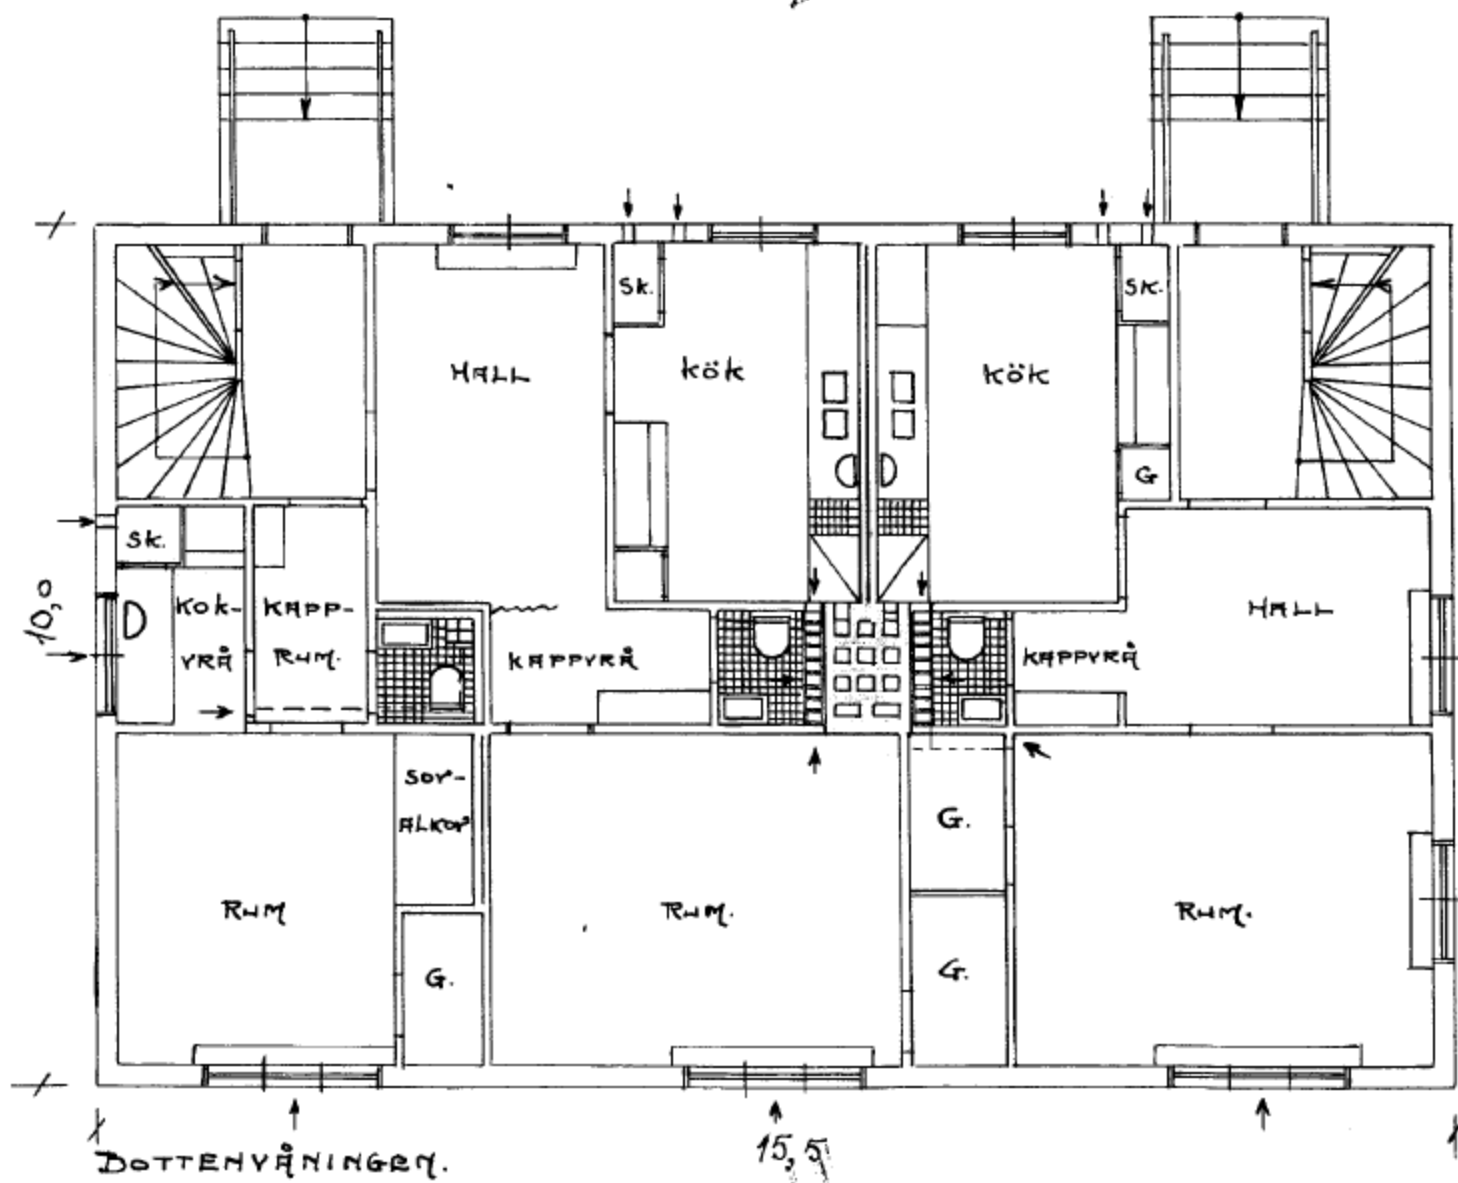 Sk.
Sk.
HALL
KÖK
KÖK
G
Sk.
KOK-
VRÅ
KAPP-
RUM.
KAPPVRÅ
KAPPVRÅ
HALL
10,0
SOV-
ALKOV
G.
RUM
RUM.
RUM.
G.
G.
BOTTENVÅNINGEN.
15,5